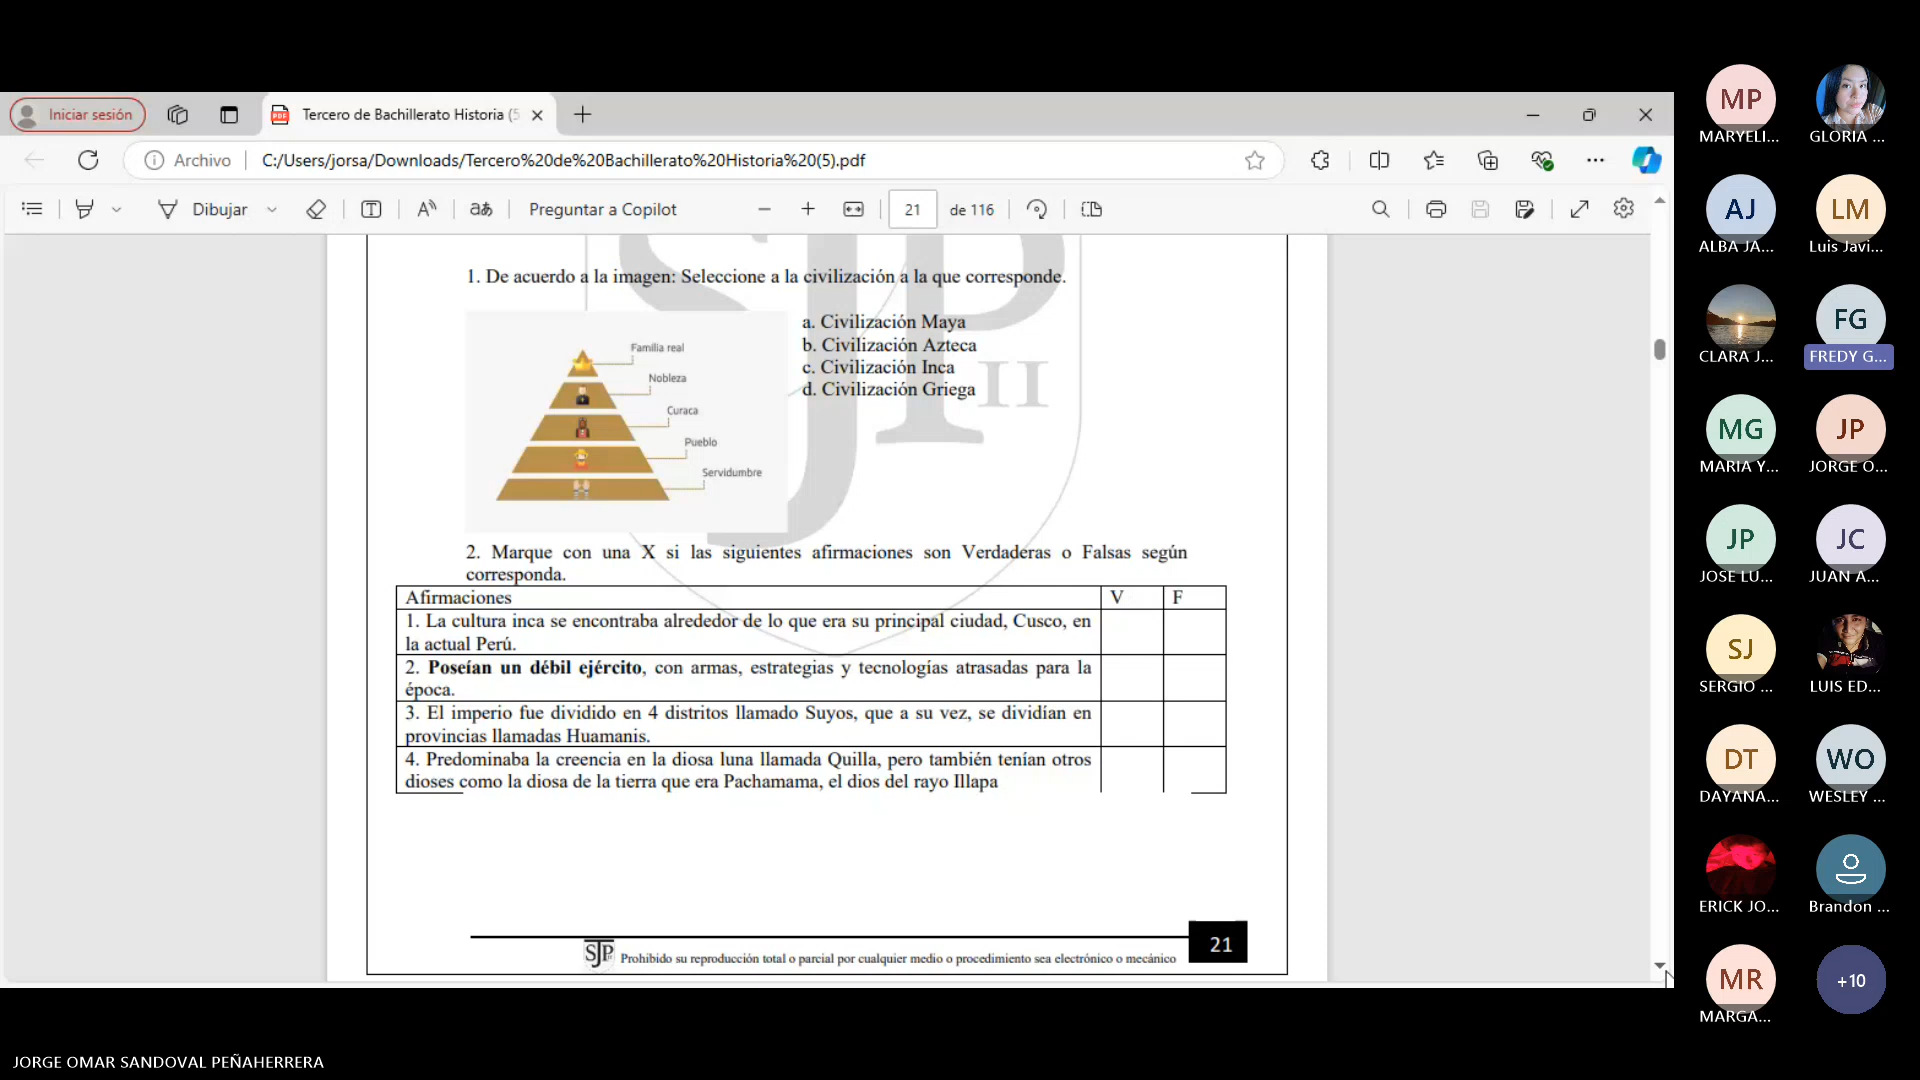 Iniciar sesión
Tercero de Bachillerato Historia (5
Archivo
C:/Users/jorsa/Downloads/Tercero%20de%20Bachillerato%20Historia%20(5).pdf
Dibujar
Preguntar a Copilot
21
de 116
1. De acuerdo a la imagen: Seleccione a la civilización a la que corresponde.
Familia real
Nobleza
Curaca
Pueblo
Servidumbre
a. Civilización Maya
b. Civilización Azteca
c. Civilización Inca
d. Civilización Griega
SJP
II
2. Marque con una X si las siguientes afirmaciones son Verdaderas o Falsas según
corresponda.
Afirmaciones V F
1. La cultura inca se encontraba alrededor de lo que era su principal ciudad, Cusco, en
la actual Perú.
2. Poseían un débil ejército, con armas, estrategias y tecnologías atrasadas para la
época.
3. El imperio fue dividido en 4 distritos llamado Suyos, que a su vez, se dividían en
provincias llamadas Huamanis.
4. Predominaba la creencia en la diosa luna llamada Quilla, pero también tenían otros
dioses como la diosa de la tierra que era Pachamama, el dios del rayo Illapa
SJP
Prohibido su reproducción total o parcial por cualquier medio o procedimiento sea electrónico o mecánico
21
MP
MARYELI...
GLORIA ...
AJ
ALBA JA...
LM
Luis Javi...
CLARA J...
FG
FREDY G...
MG
MARIA Y...
JP
JORGE O...
JP
JOSE LU...
JC
JUAN A...
SJ
SERGIO ...
LUIS ED...
DT
DAYANA...
WO
WESLEY ...
ERICK JO...
Brandon ...
MR
MARGA...
+10
JORGE OMAR SANDOVAL PEÑAHERRERA